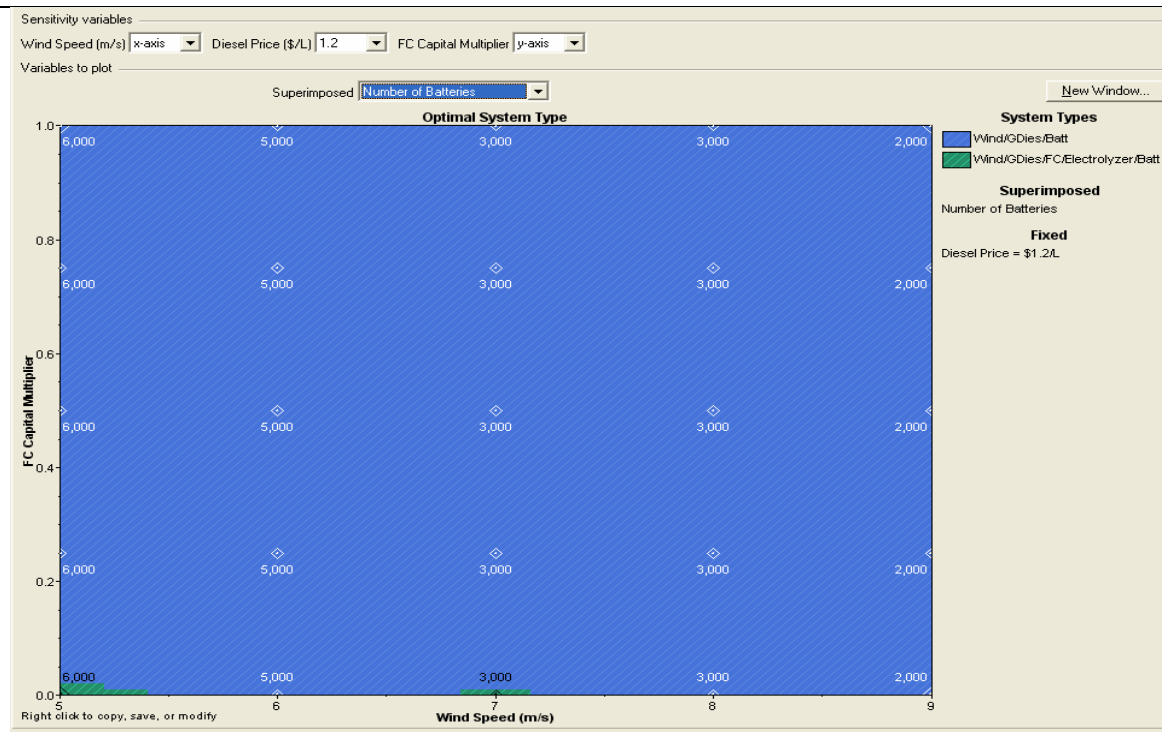 Sensitivity variables
Wind Speed (m/s) x-axis Diesel Price ($/L) 1.2 FC Capital Multiplier y-axis
Variables to plot
Superimposed Number of Batteries New Window...
Optimal System Type
System Types
Wind/GDies/Batt
Wind/GDies/FC/Electrolyzer/Batt
Superimposed
Number of Batteries
Fixed
Diesel Price = $1.2/L
FC Capital Multiplier
1.0
6,000 5,000 3,000 3,000 2,000
0.8
6,000 5,000 3,000 3,000 2,000
0.6
6,000 5,000 3,000 3,000 2,000
0.4
6,000 5,000 3,000 3,000 2,000
0.2
6,000 5,000 3,000 3,000 2,000
0.0
5 6 7 8 9
Right click to copy, save, or modify
Wind Speed (m/s)